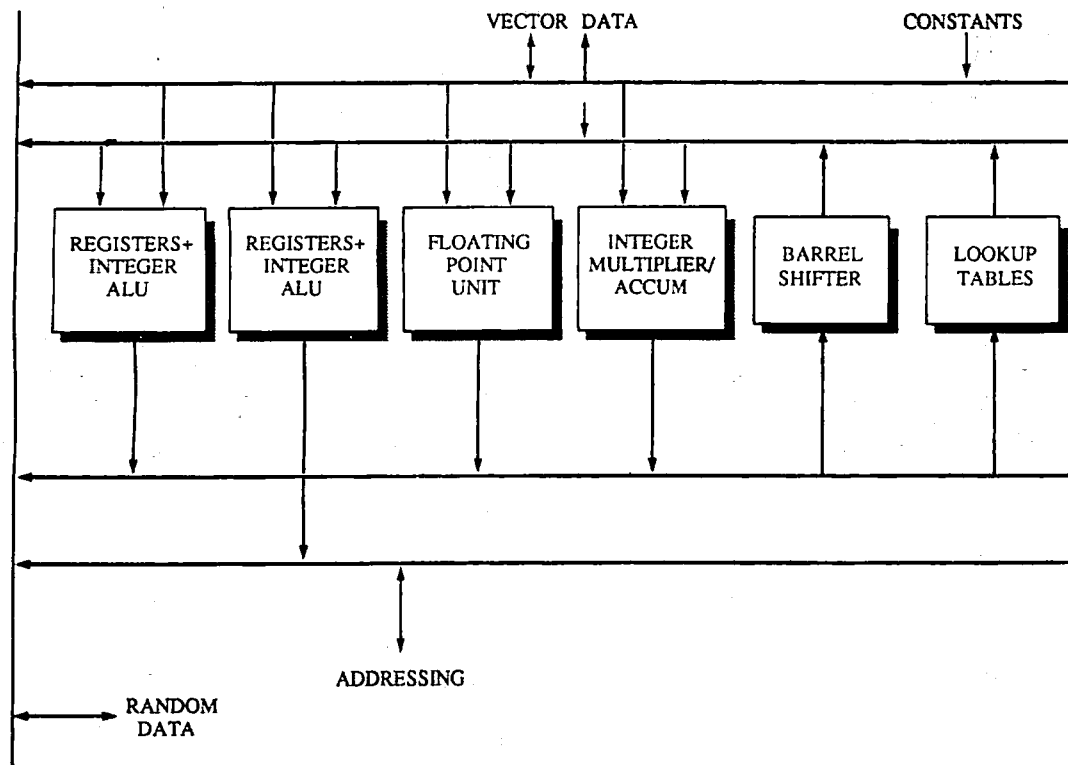 VECTOR DATA
CONSTANTS
REGISTERS+
INTEGER
ALU
REGISTERS+
INTEGER
ALU
FLOATING
POINT
UNIT
INTEGER
MULTIPLIER/
ACCUM
BARREL
SHIFTER
LOOKUP
TABLES
ADDRESSING
RANDOM
DATA